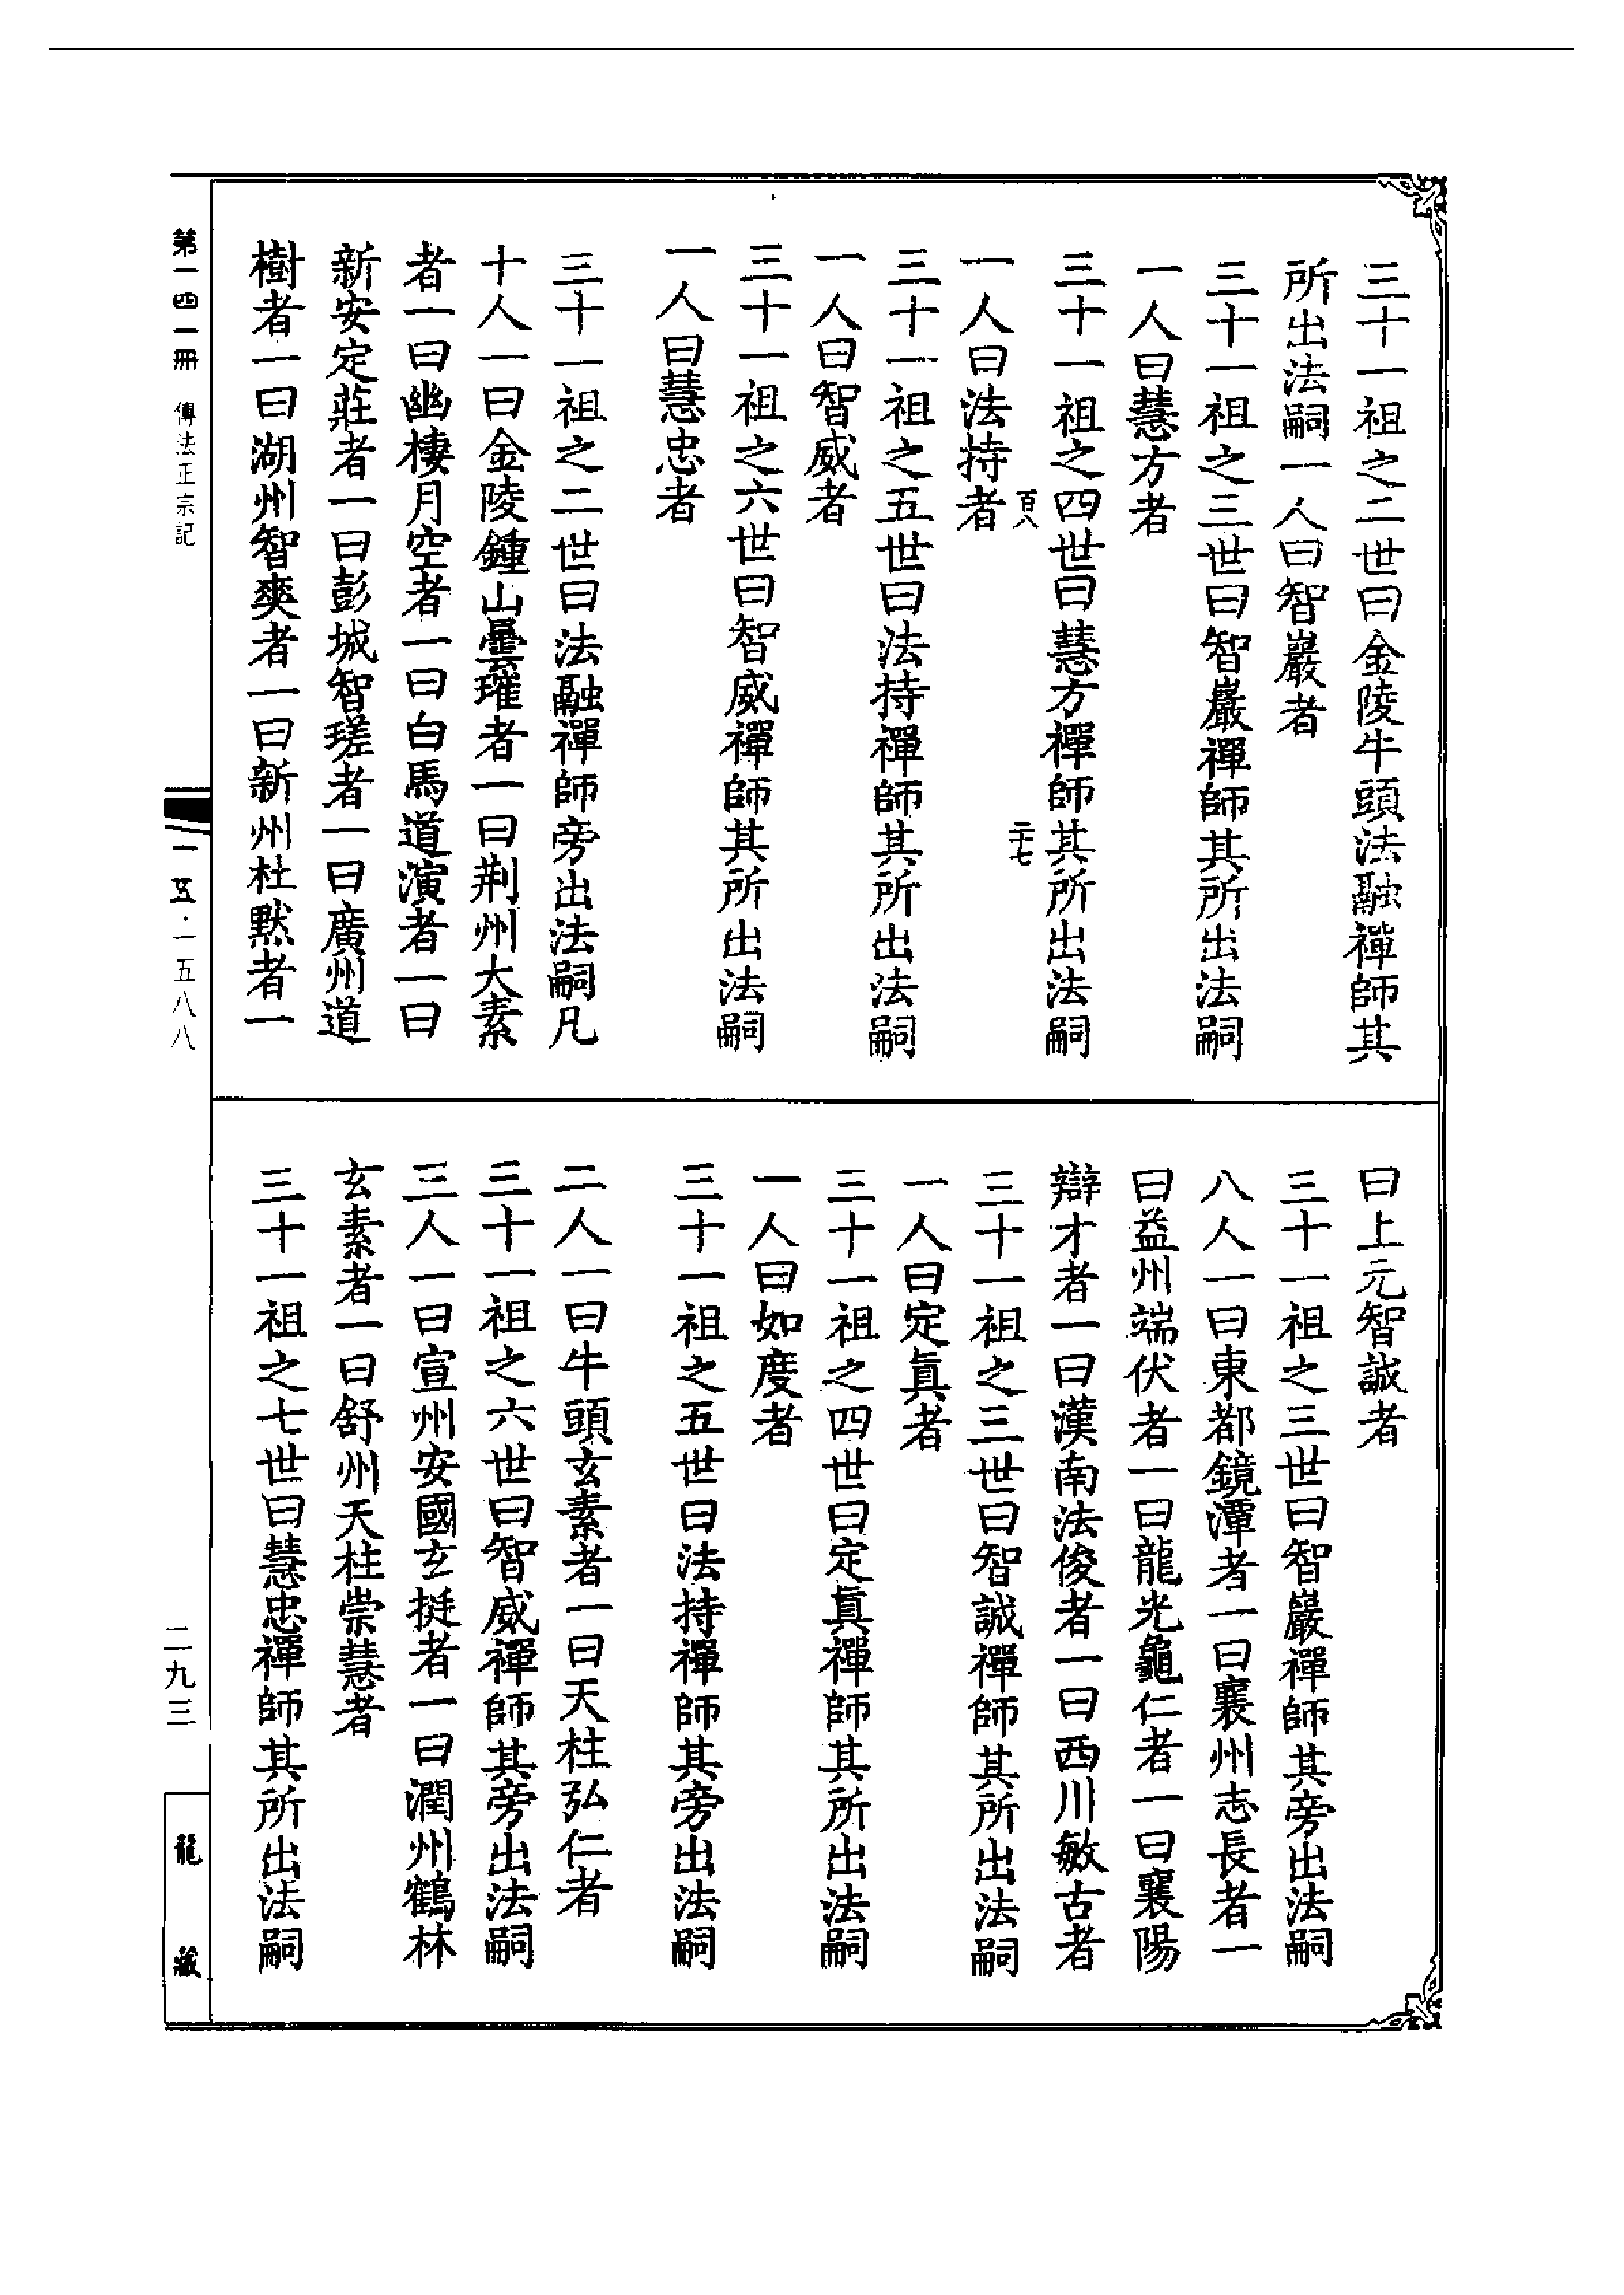 三十一祖之二世曰金陵牛頭法融禪師其
所出法嗣一人曰智巖者
三十一祖之三世曰智巖禪師其所出法嗣
一人曰慧方者
三十一祖之四世曰慧方禪師其所出法嗣
百八
二十七
一人曰法持者
三十一祖之五世曰法持禪師其所出法嗣
一人曰智威者
三十一祖之六世曰智威禪師其所出法嗣
一人曰慧忠者
三十一祖之二世曰法融禪師旁出法嗣凡
十人一曰金陵鍾山曇璀者一曰荆州大素
者一曰幽棲月空者一曰白馬道演者一曰
新安定莊者一曰彭城智瑳者一曰廣州道
樹者一曰湖州智爽者一曰新州杜默者一
曰上元智誠者
三十一祖之三世曰智巖禪師其旁出法嗣
八人一曰東都鏡潭者一曰襄州志長者一
曰益州端伏者一曰龍光龜仁者一曰襄陽
辯才者一曰漢南法俊者一曰西川敏古者
三十一祖之三世曰智誠禪師其所出法嗣
一人曰定眞者
三十一祖之四世曰定眞禪師其所出法嗣
一人曰如度者
三十一祖之五世曰法持禪師其旁出法嗣
二人一曰牛頭玄素者一曰天柱弘仁者
三十一祖之六世曰智威禪師其旁出法嗣
三人一曰宣州安國玄挺者一曰潤州鶴林
玄素者一曰舒州天柱崇慧者
三十一祖之七世曰慧忠禪師其所出法嗣
第一四一冊 傳法正宗記
一五·一五八八
二九三
龍藏